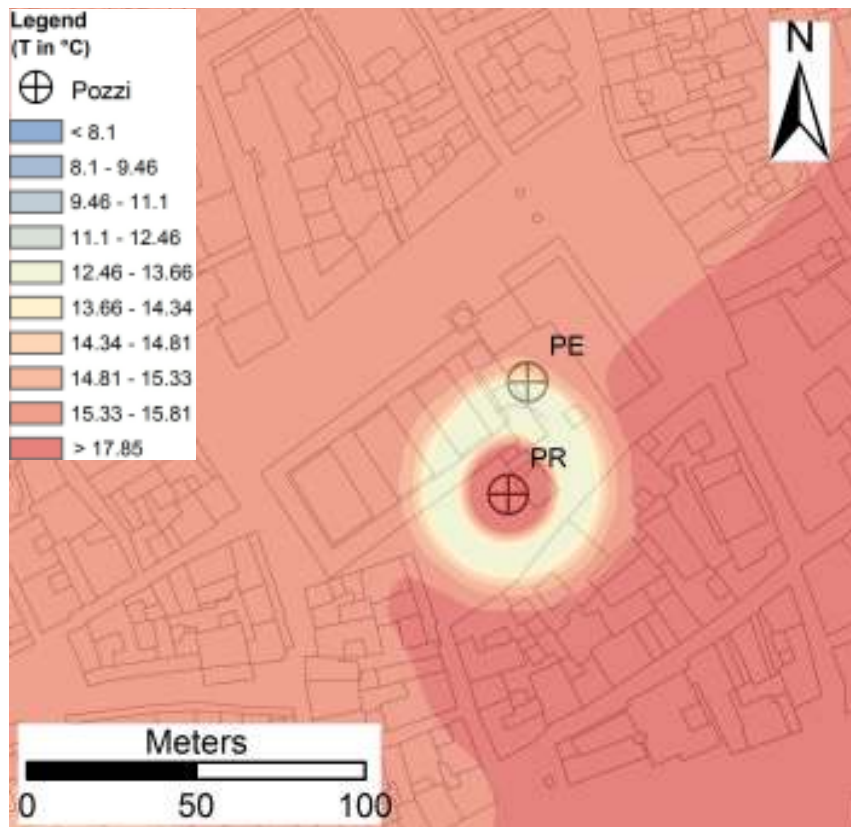 Legend
(T in °C)
Pozzi
< 8.1
8.1 - 9.46
9.46 - 11.1
11.1 - 12.46
12.46 - 13.66
13.66 - 14.34
14.34 - 14.81
14.81 - 15.33
15.33 - 15.81
> 17.85
N
PE
PR
Meters
0 50 100